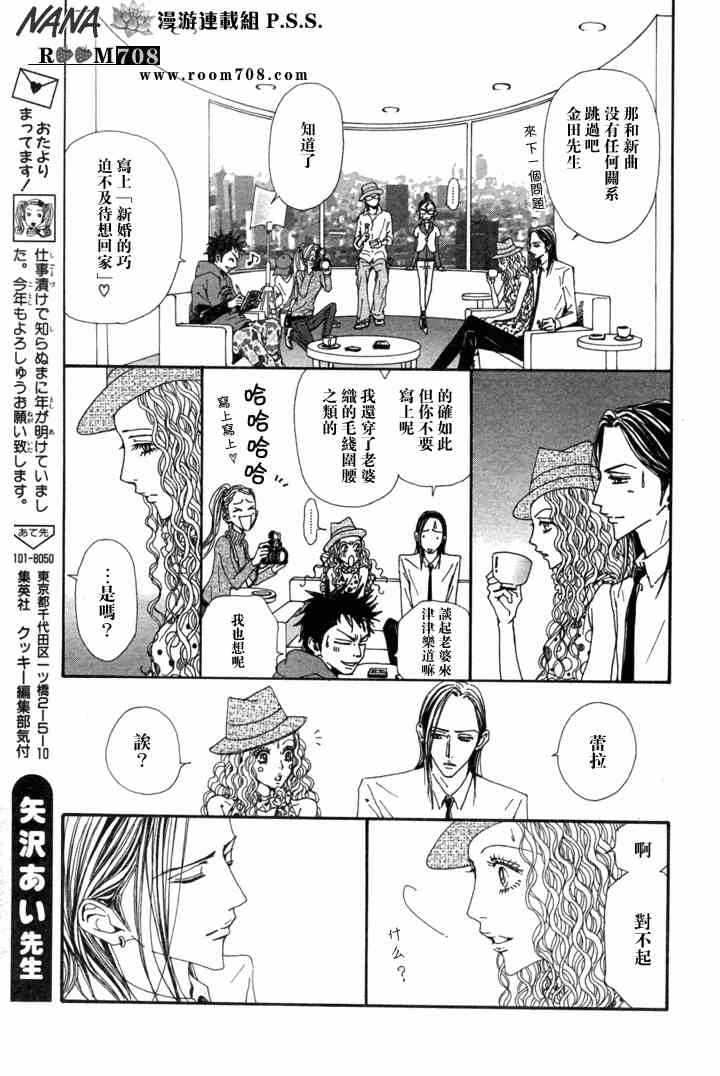 NANA
漫游連載組 P.S.S.
ROOM708
www.room708.com
那和新曲
没有任何關系
跳過吧
金田先生
來下一個問題
知道了
寫上「新婚的巧
迫不及待想回家」♡
的確如此
但你不要
寫上呢
我還穿了老婆
織的毛綫圍腰
之類的
哈哈哈哈
寫上寫上♡
談起老婆來
津津樂道嘛
我也想呢
…是嗎?
蕾拉
誒?
啊
對不起
什么?
おたより
まってます!
仕事漬けで知らぬまに年が明けていまし
た。今年もよろしゅうお願い致します。
あて先
101-8050
東京都千代田区一ツ橋2-5-10
集英社 クッキー編集部気付
矢沢あい先生